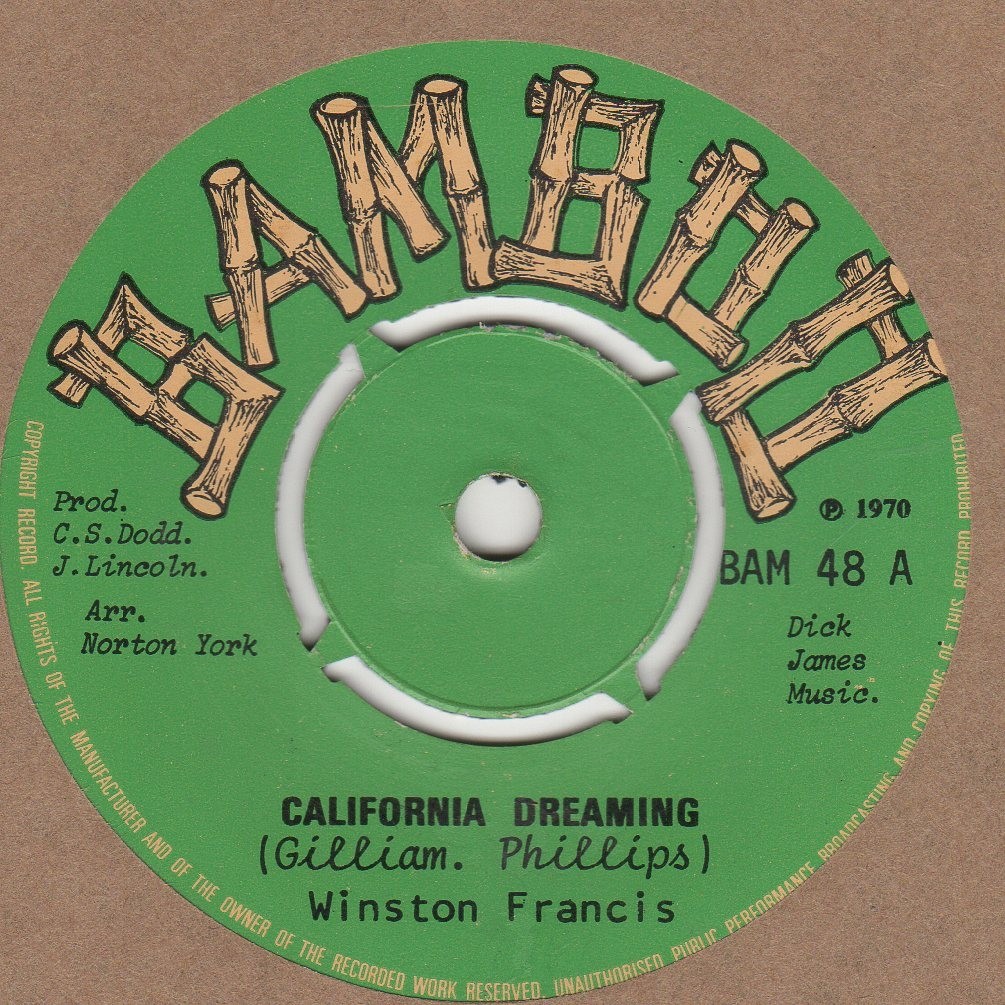 BAMBOO
Prod.
C.S.Dodd.
J.Lincoln.
Arr.
Norton York
℗ 1970
BAM 48 A
Dick
James
Music.
CALIFORNIA DREAMING
(Gilliam. Phillips)
Winston Francis
COPYRIGHT RECORD. ALL RIGHTS OF THE MANUFACTURER AND OF THE OWNER OF THE RECORDED WORK RESERVED. UNAUTHORISED PUBLIC PERFORMANCE BROADCASTING AND COPYING OF THIS RECORD PROHIBITED